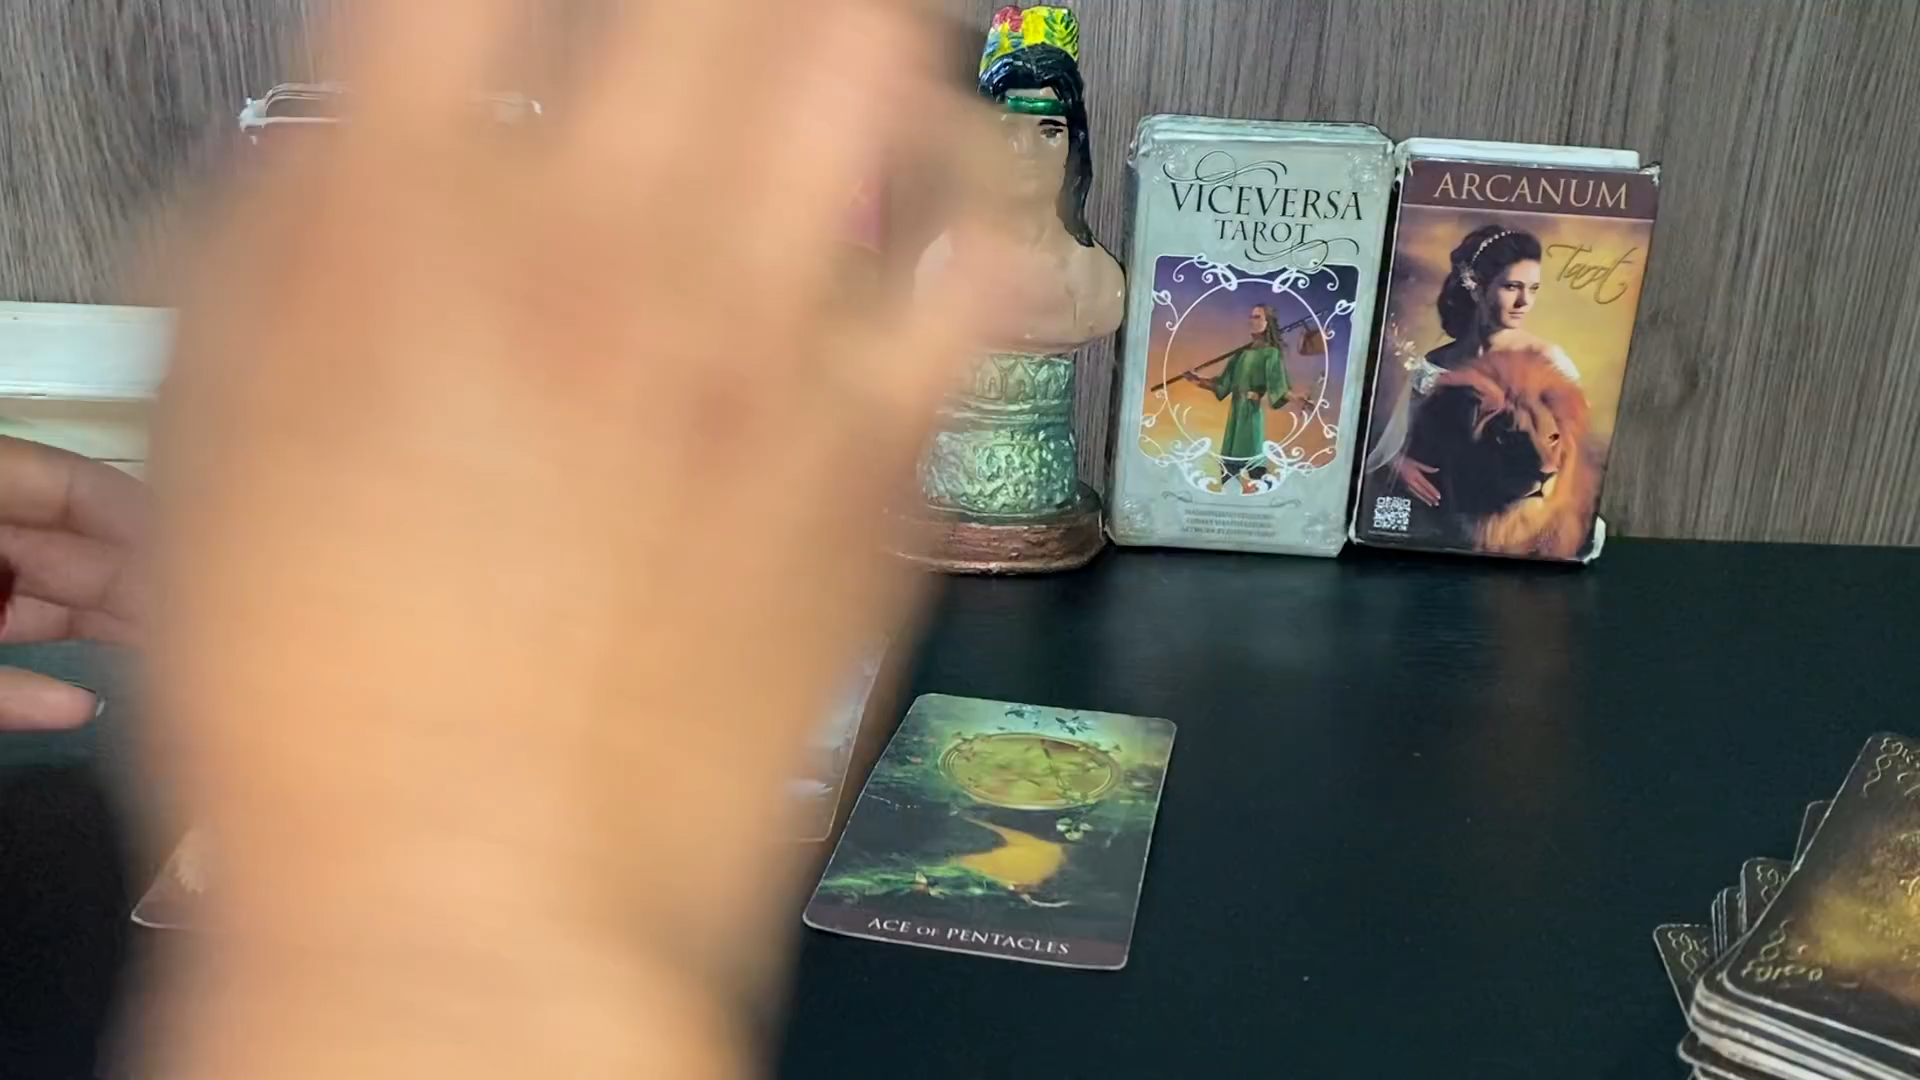 VICEVERSA
TAROT
ARCANUM
Tarot
ACE OF PENTACLES